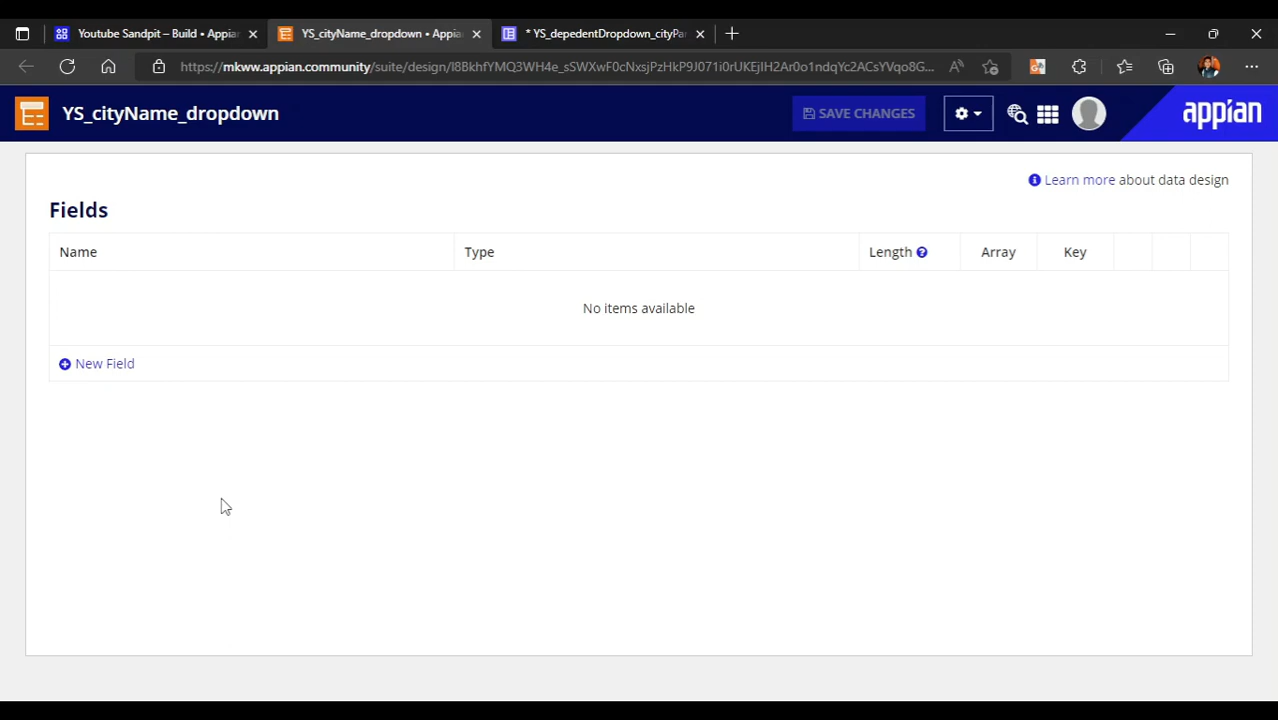 Youtube Sandpit – Build • Appia
YS_cityName_dropdown • Appia
* YS_depedentDropdown_cityPa
https://mkww.appian.community/suite/design/I8BkhfYMQ3WH4e_sSWXwF0cNxsjPzHkP9J071i0rUKEjIH2Ar0o1ndqYc2ACsYVqo8G...
YS_cityName_dropdown
SAVE CHANGES
appian
Learn more about data design
Fields
Name
Type
Length
Array
Key
No items available
New Field